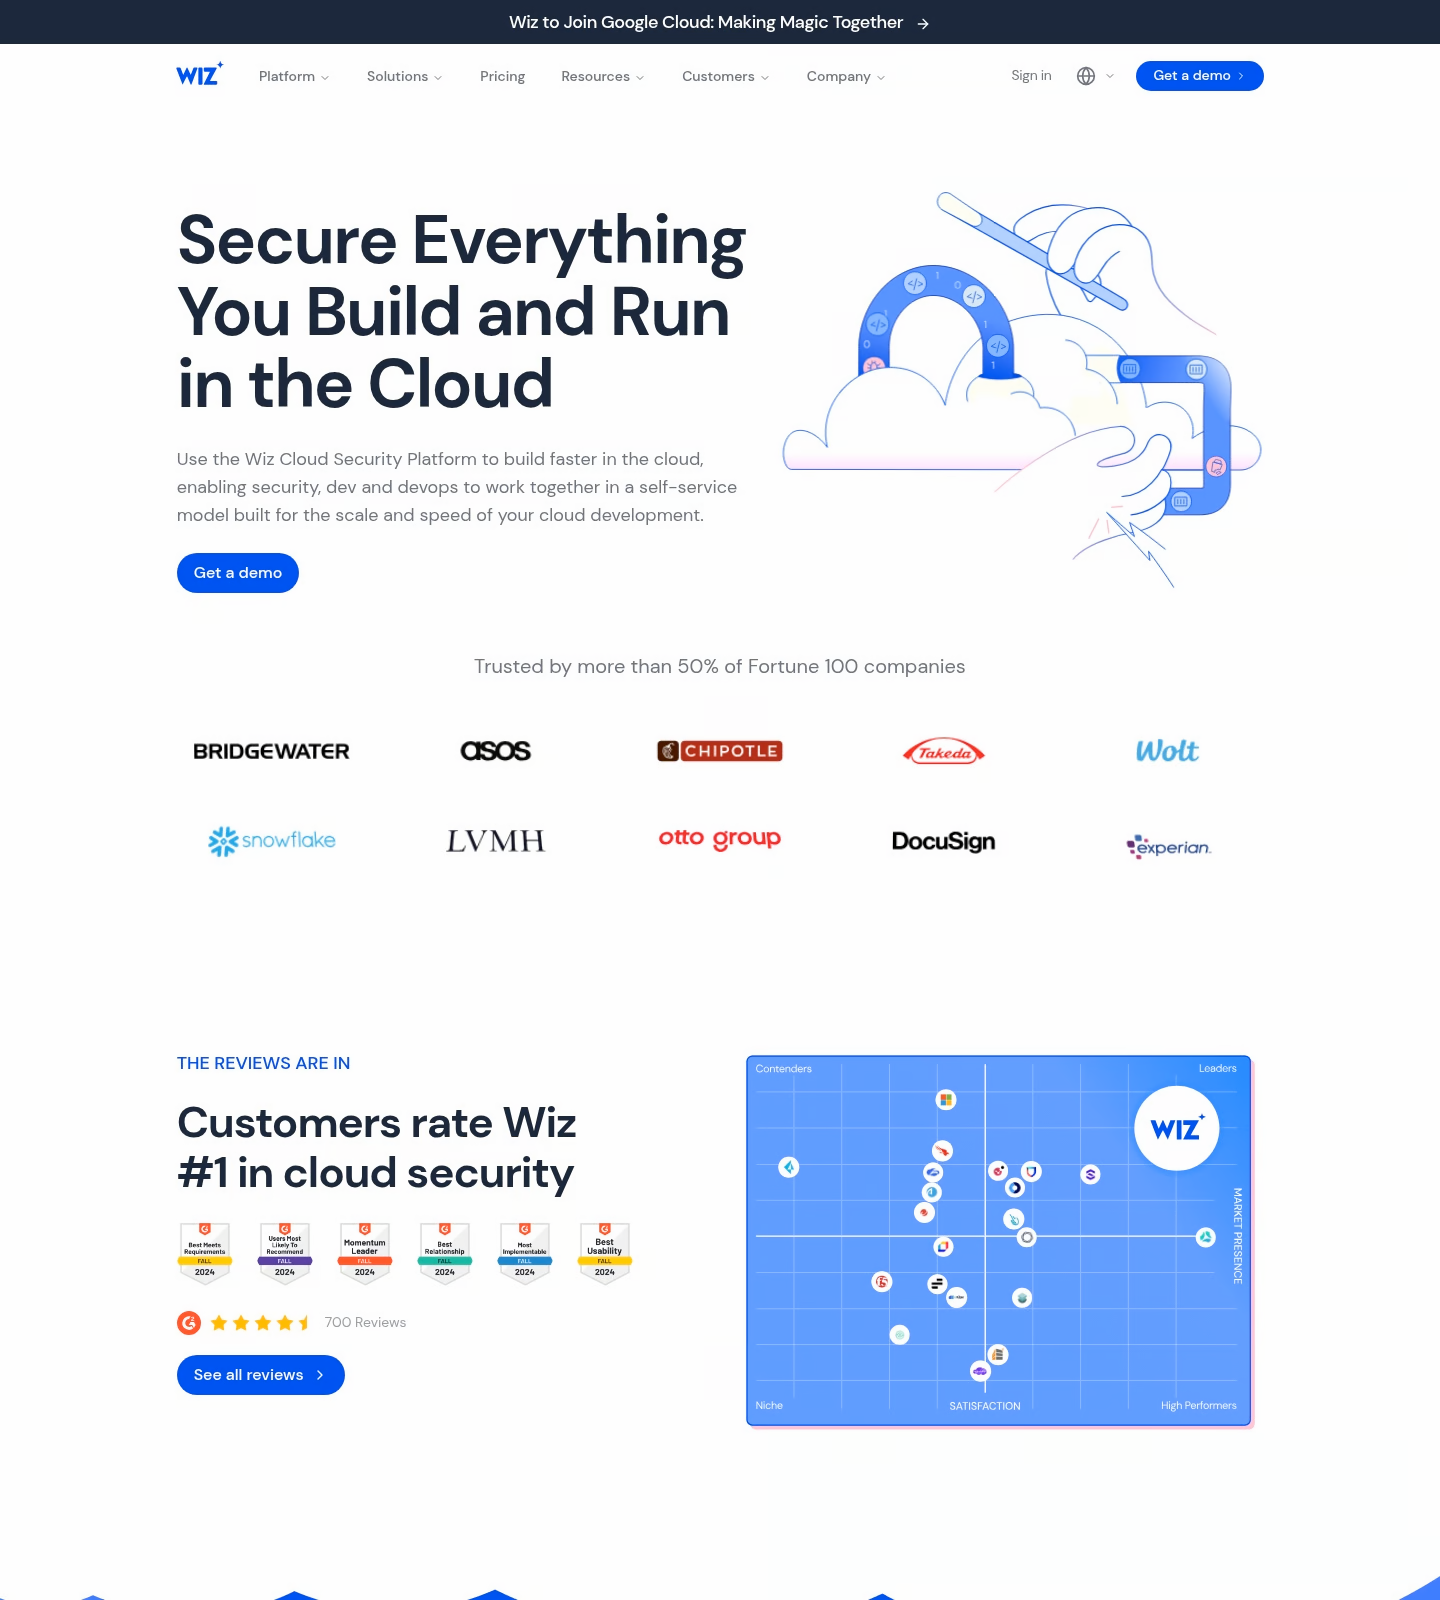 Wiz to Join Google Cloud: Making Magic Together
WIZ
Platform
Solutions
Pricing
Resources
Customers
Company
Sign in
Get a demo
Secure Everything
You Build and Run
in the Cloud
Use the Wiz Cloud Security Platform to build faster in the cloud,
enabling security, dev and devops to work together in a self-service
model built for the scale and speed of your cloud development.
Get a demo
Trusted by more than 50% of Fortune 100 companies
BRIDGEWATER
asos
CHIPOTLE
Takeda
Wolt
snowflake
LVMH
otto group
DocuSign
experian.
THE REVIEWS ARE IN
Customers rate Wiz
#1 in cloud security
Best Meets
Requirements
FALL
2024
Users Most
Likely To
Recommend
FALL
2024
Momentum
Leader
FALL
2024
Best
Relationship
FALL
2024
Most
Implementable
FALL
2024
Best
Usability
FALL
2024
700 Reviews
See all reviews
Contenders
Leaders
WIZ
MARKET PRESENCE
Niche
SATISFACTION
High Performers